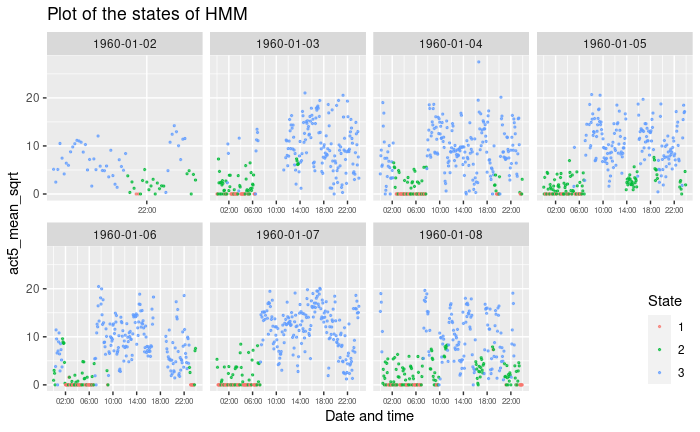 Plot of the states of HMM
1960-01-02 1960-01-03 1960-01-04 1960-01-05
20
10
0
22:00 02:00 06:00 10:00 14:00 18:00 22:00 02:00 06:00 10:00 14:00 18:00 22:00 02:00 06:00 10:00 14:00 18:00 22:00
act5_mean_sqrt
1960-01-06 1960-01-07 1960-01-08
20
10
0
02:00 06:00 10:00 14:00 18:00 22:00 02:00 06:00 10:00 14:00 18:00 22:00 02:00 06:00 10:00 14:00 18:00 22:00
Date and time
State
1
2
3